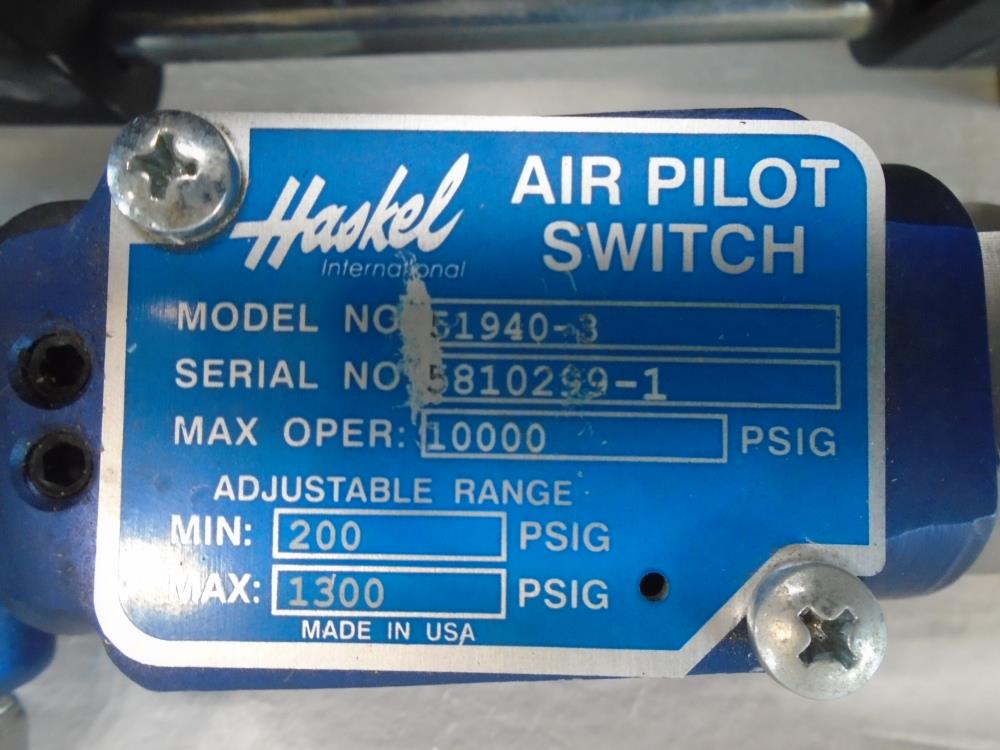 Haskel
International
AIR PILOT
SWITCH
MODEL NO 51940-3
SERIAL NO 5810299-1
MAX OPER: 10000 PSIG
ADJUSTABLE RANGE
MIN: 200 PSIG
MAX: 1300 PSIG
MADE IN USA